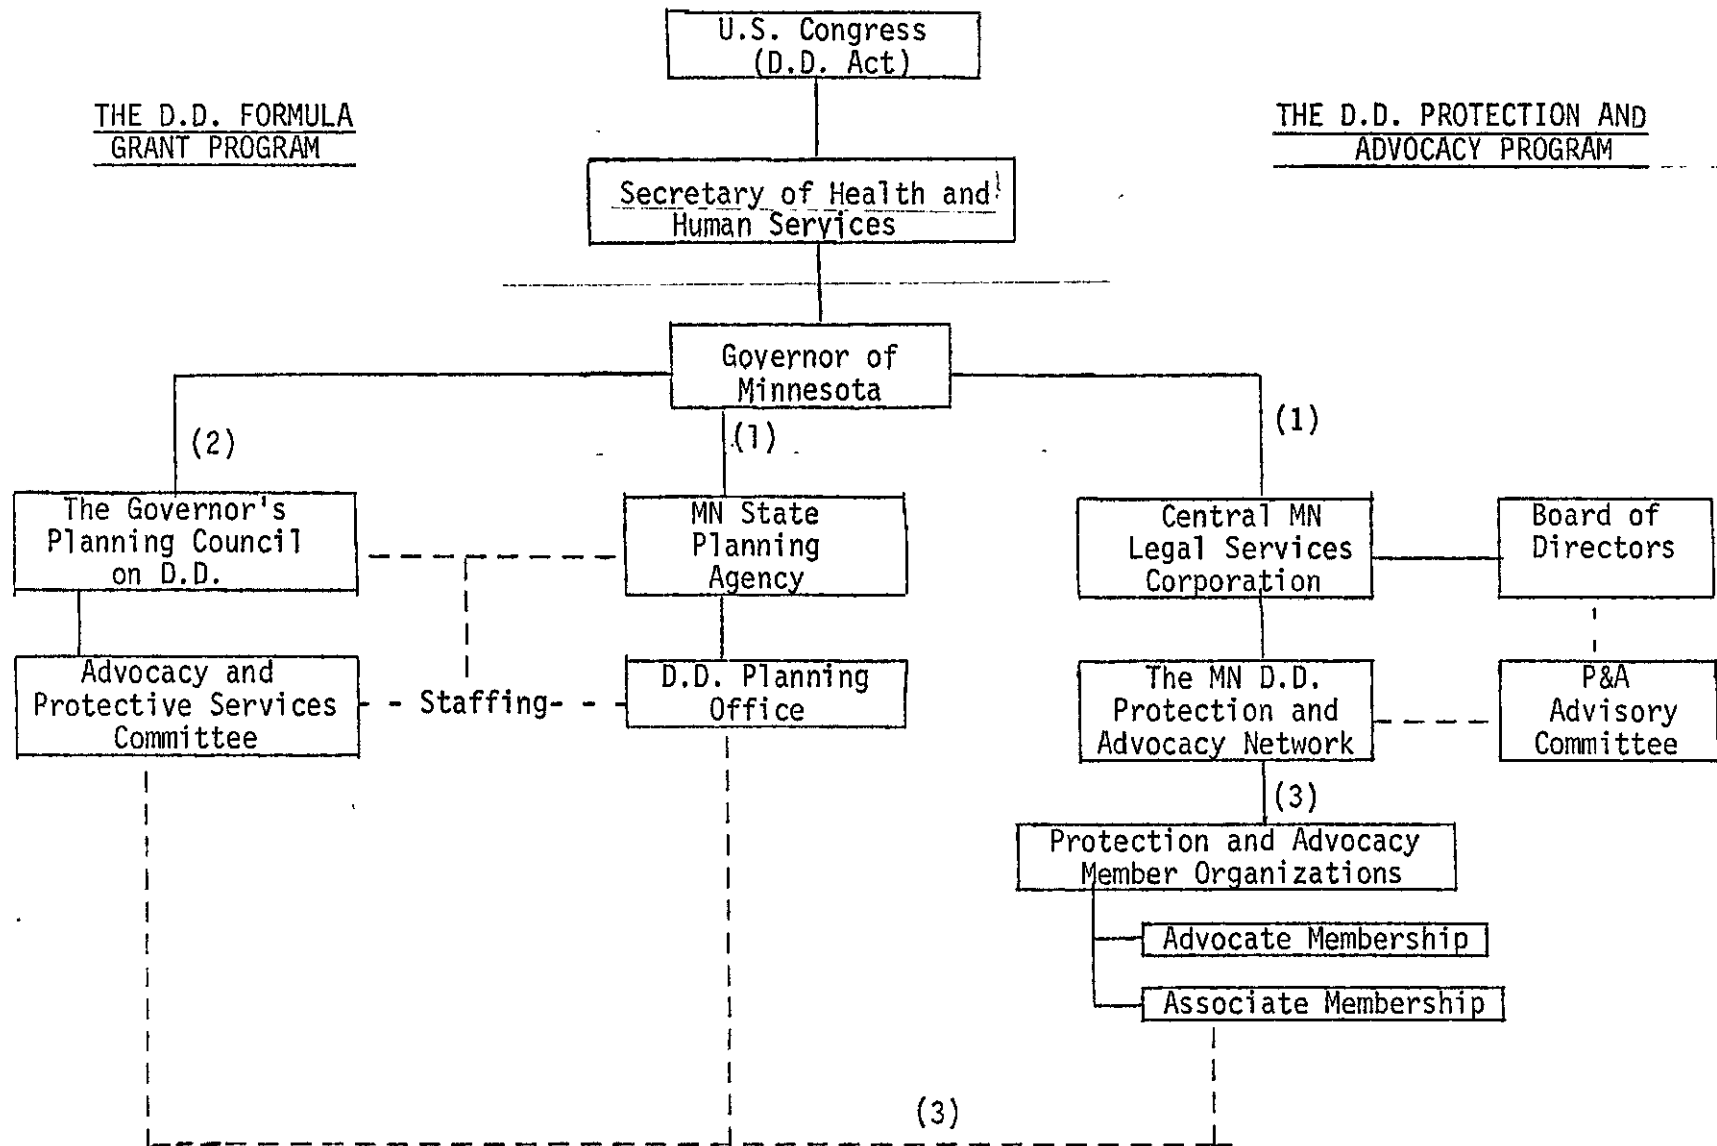 U.S. Congress
(D.D. Act)
THE D.D. FORMULA
GRANT PROGRAM
THE D.D. PROTECTION AND
ADVOCACY PROGRAM
Secretary of Health and
Human Services
Governor of
Minnesota
(2)
(1)
(1)
The Governor's
Planning Council
on D.D.
MN State
Planning
Agency
Central MN
Legal Services
Corporation
Board of
Directors
Advocacy and
Protective Services
Committee
Staffing
D.D. Planning
Office
The MN D.D.
Protection and
Advocacy Network
P&A
Advisory
Committee
(3)
Protection and Advocacy
Member Organizations
Advocate Membership
Associate Membership
(3)